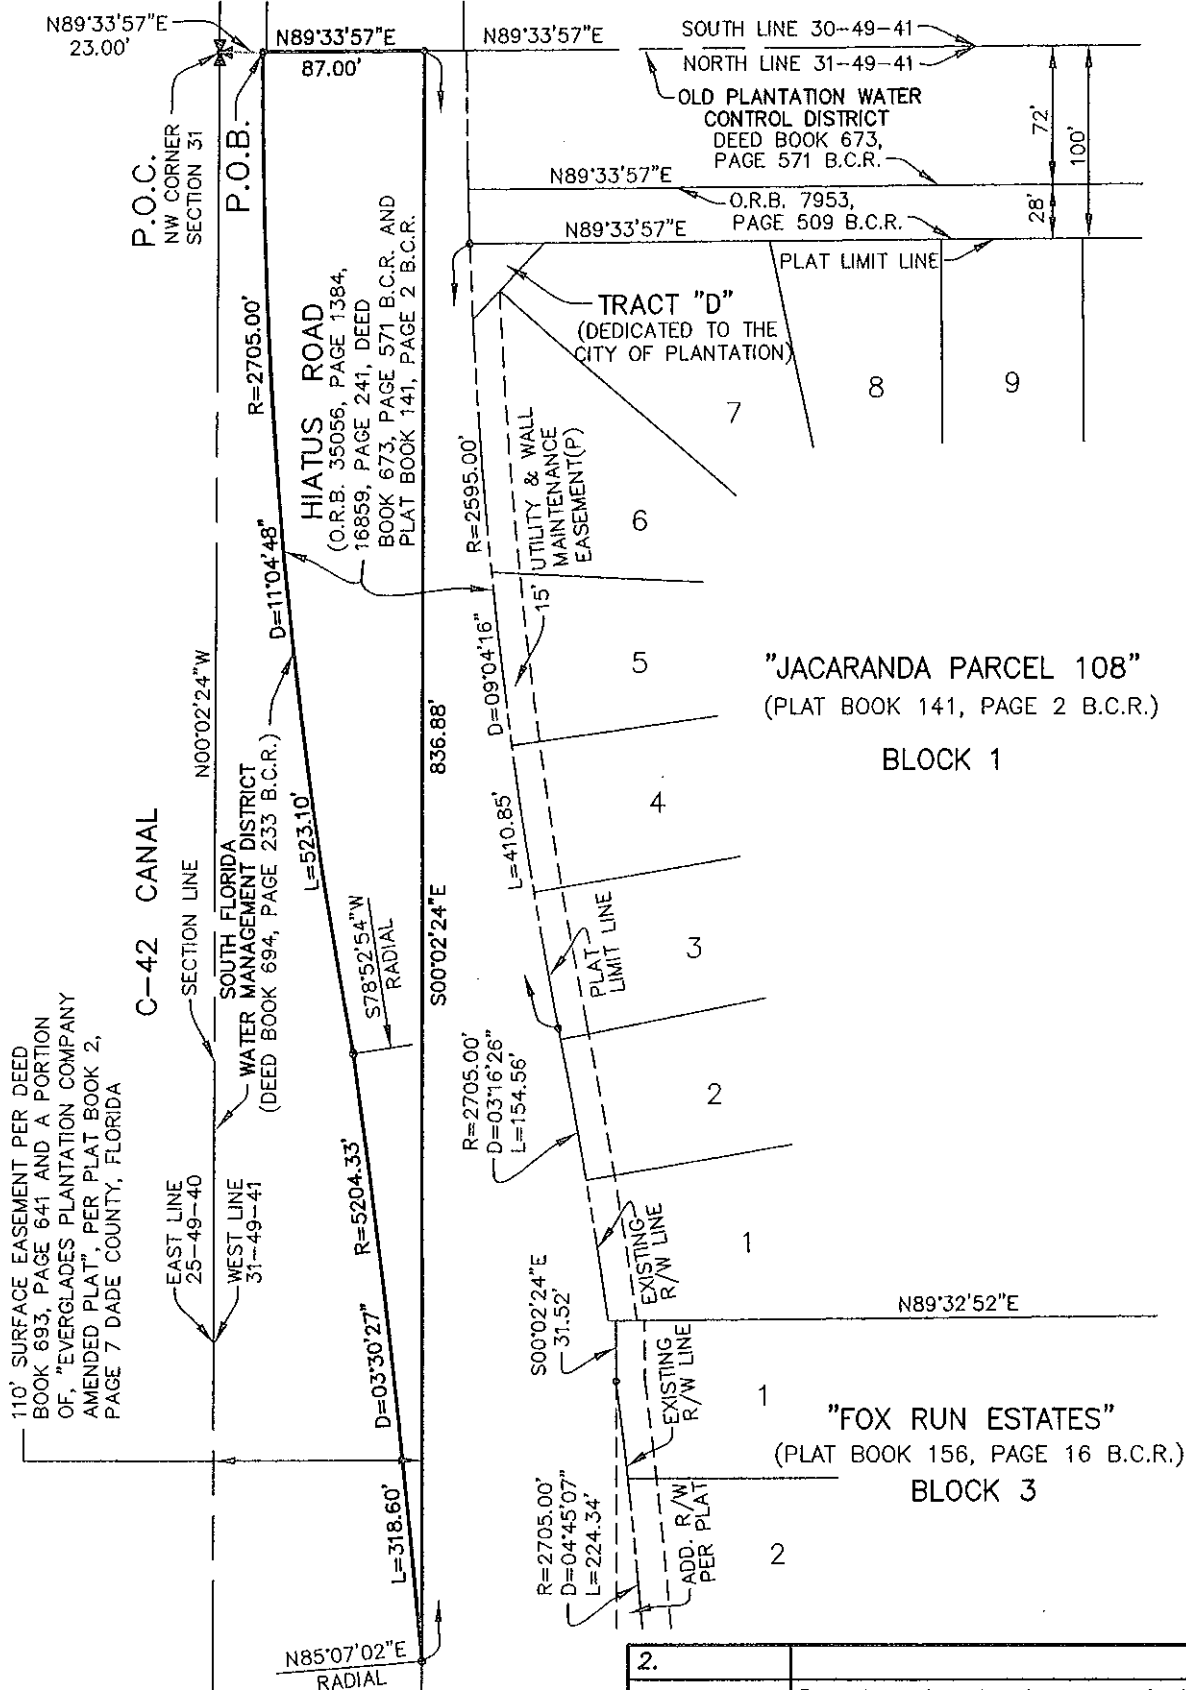 N89°33'57"E
23.00'
N89°33'57"E
87.00'
N89°33'57"E
SOUTH LINE 30-49-41
NORTH LINE 31-49-41
OLD PLANTATION WATER
CONTROL DISTRICT
DEED BOOK 673,
PAGE 571 B.C.R.
72'
100'
28'
P.O.C.
NW CORNER
SECTION 31
P.O.B.
N89°33'57"E
O.R.B. 7953,
PAGE 509 B.C.R.
N89°33'57"E
PLAT LIMIT LINE
TRACT "D"
(DEDICATED TO THE
CITY OF PLANTATION)
7
8
9
R=2705.00'
D=11°04'48"
L=523.10'
HIATUS ROAD
(O.R.B. 35056, PAGE 1384,
16859, PAGE 241, DEED
BOOK 673, PAGE 571 B.C.R. AND
PLAT BOOK 141, PAGE 2 B.C.R.
R=2595.00'
D=09°04'16"
L=410.85'
15' UTILITY & WALL
MAINTENANCE
EASEMENT(P)
6
5
4
3
2
1
"JACARANDA PARCEL 108"
(PLAT BOOK 141, PAGE 2 B.C.R.)
BLOCK 1
N00°02'24"W
836.88'
S00°02'24"E
C-42 CANAL
SECTION LINE
SOUTH FLORIDA
WATER MANAGEMENT DISTRICT
(DEED BOOK 694, PAGE 233 B.C.R.)
S78°52'54"W
RADIAL
PLAT
LIMIT LINE
R=2705.00'
D=03°16'26"
L=154.56'
110' SURFACE EASEMENT PER DEED
BOOK 693, PAGE 641 AND A PORTION
OF, "EVERGLADES PLANTATION COMPANY
AMENDED PLAT", PER PLAT BOOK 2,
PAGE 7 DADE COUNTY, FLORIDA
EAST LINE
25-49-40
WEST LINE
31-49-41
R=5204.33'
D=03°30'27"
L=318.60'
EXISTING
R/W LINE
S00°02'24"E
31.52'
N89°32'52"E
EXISTING
R/W LINE
1
"FOX RUN ESTATES"
(PLAT BOOK 156, PAGE 16 B.C.R.)
BLOCK 3
2
R=2705.00'
D=04°45'07"
L=224.34'
ADD. R/W
PER PLAT
N85°07'02"E
RADIAL
2.